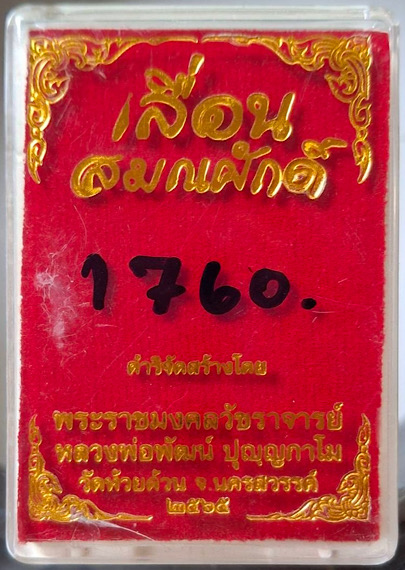 เลื่อน
สมณศักดิ์
1760.
ดำริจัดสร้างโดย
พระราชมงคลวัชราจารย์
หลวงพ่อพัฒน์ ปุญฺญกาโม
วัดห้วยด้วน จ.นครสวรรค์
๒๕๖๕